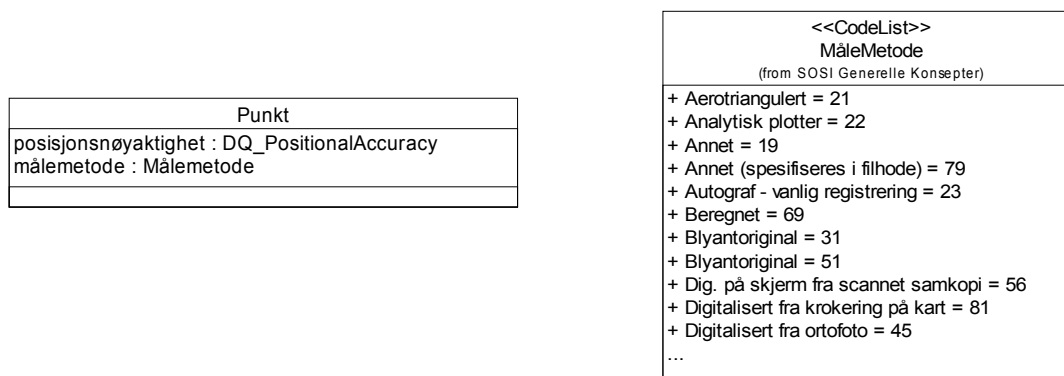 Punkt
posisjonsnøyaktighet : DQ_PositionalAccuracy
målemetode : Målemetode
<<CodeList>>
MåleMetode
(from SOSI Generelle Konsepter)
+ Aerotriangulert = 21
+ Analytisk plotter = 22
+ Annet = 19
+ Annet (spesifiseres i filhode) = 79
+ Autograf - vanlig registrering = 23
+ Beregnet = 69
+ Blyantoriginal = 31
+ Blyantoriginal = 51
+ Dig. på skjerm fra scannet samkopi = 56
+ Digitalisert fra krokering på kart = 81
+ Digitalisert fra ortofoto = 45
...